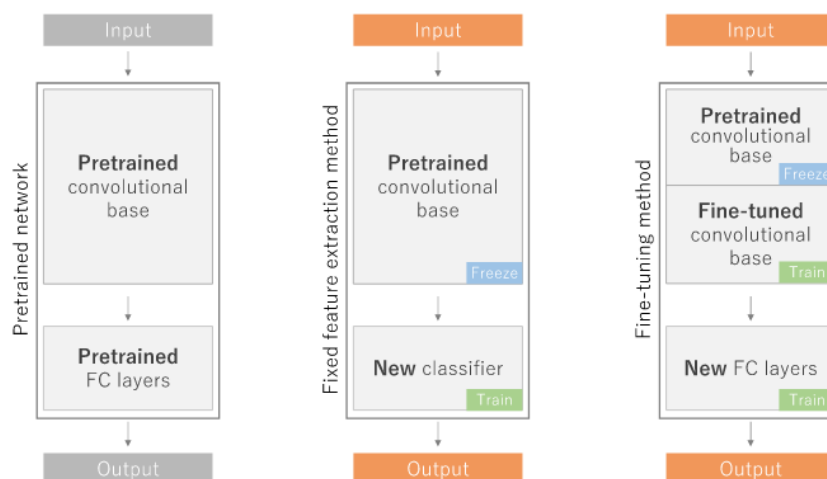 Input
Pretrained network
Pretrained
convolutional
base
Pretrained
FC layers
Output
Input
Fixed feature extraction method
Pretrained
convolutional
base
Freeze
New classifier
Train
Output
Input
Fine-tuning method
Pretrained
convolutional
base
Freeze
Fine-tuned
convolutional
base
Train
New FC layers
Train
Output